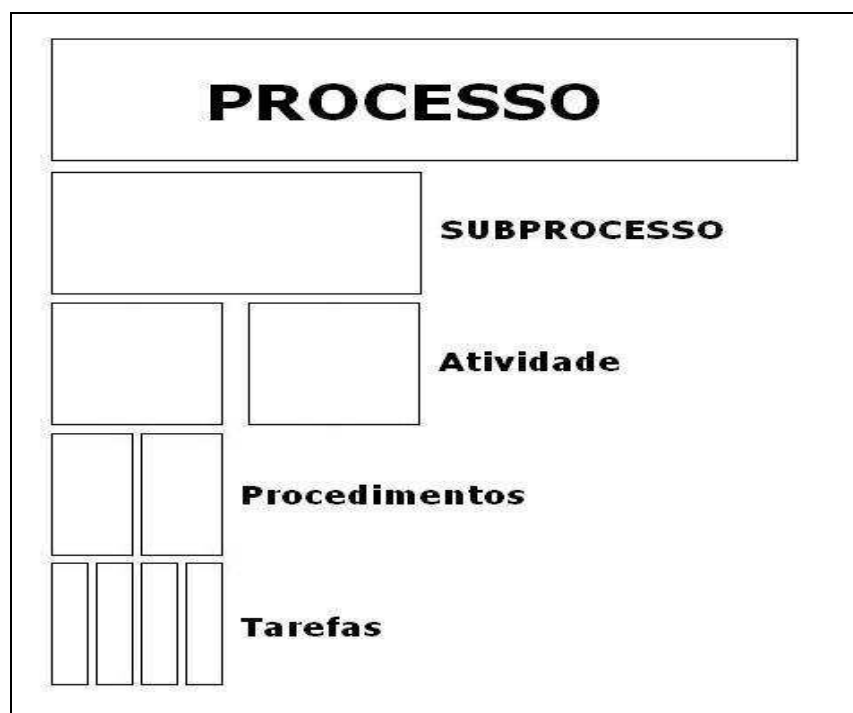 PROCESSO
SUBPROCESSO
Atividade
Procedimentos
Tarefas